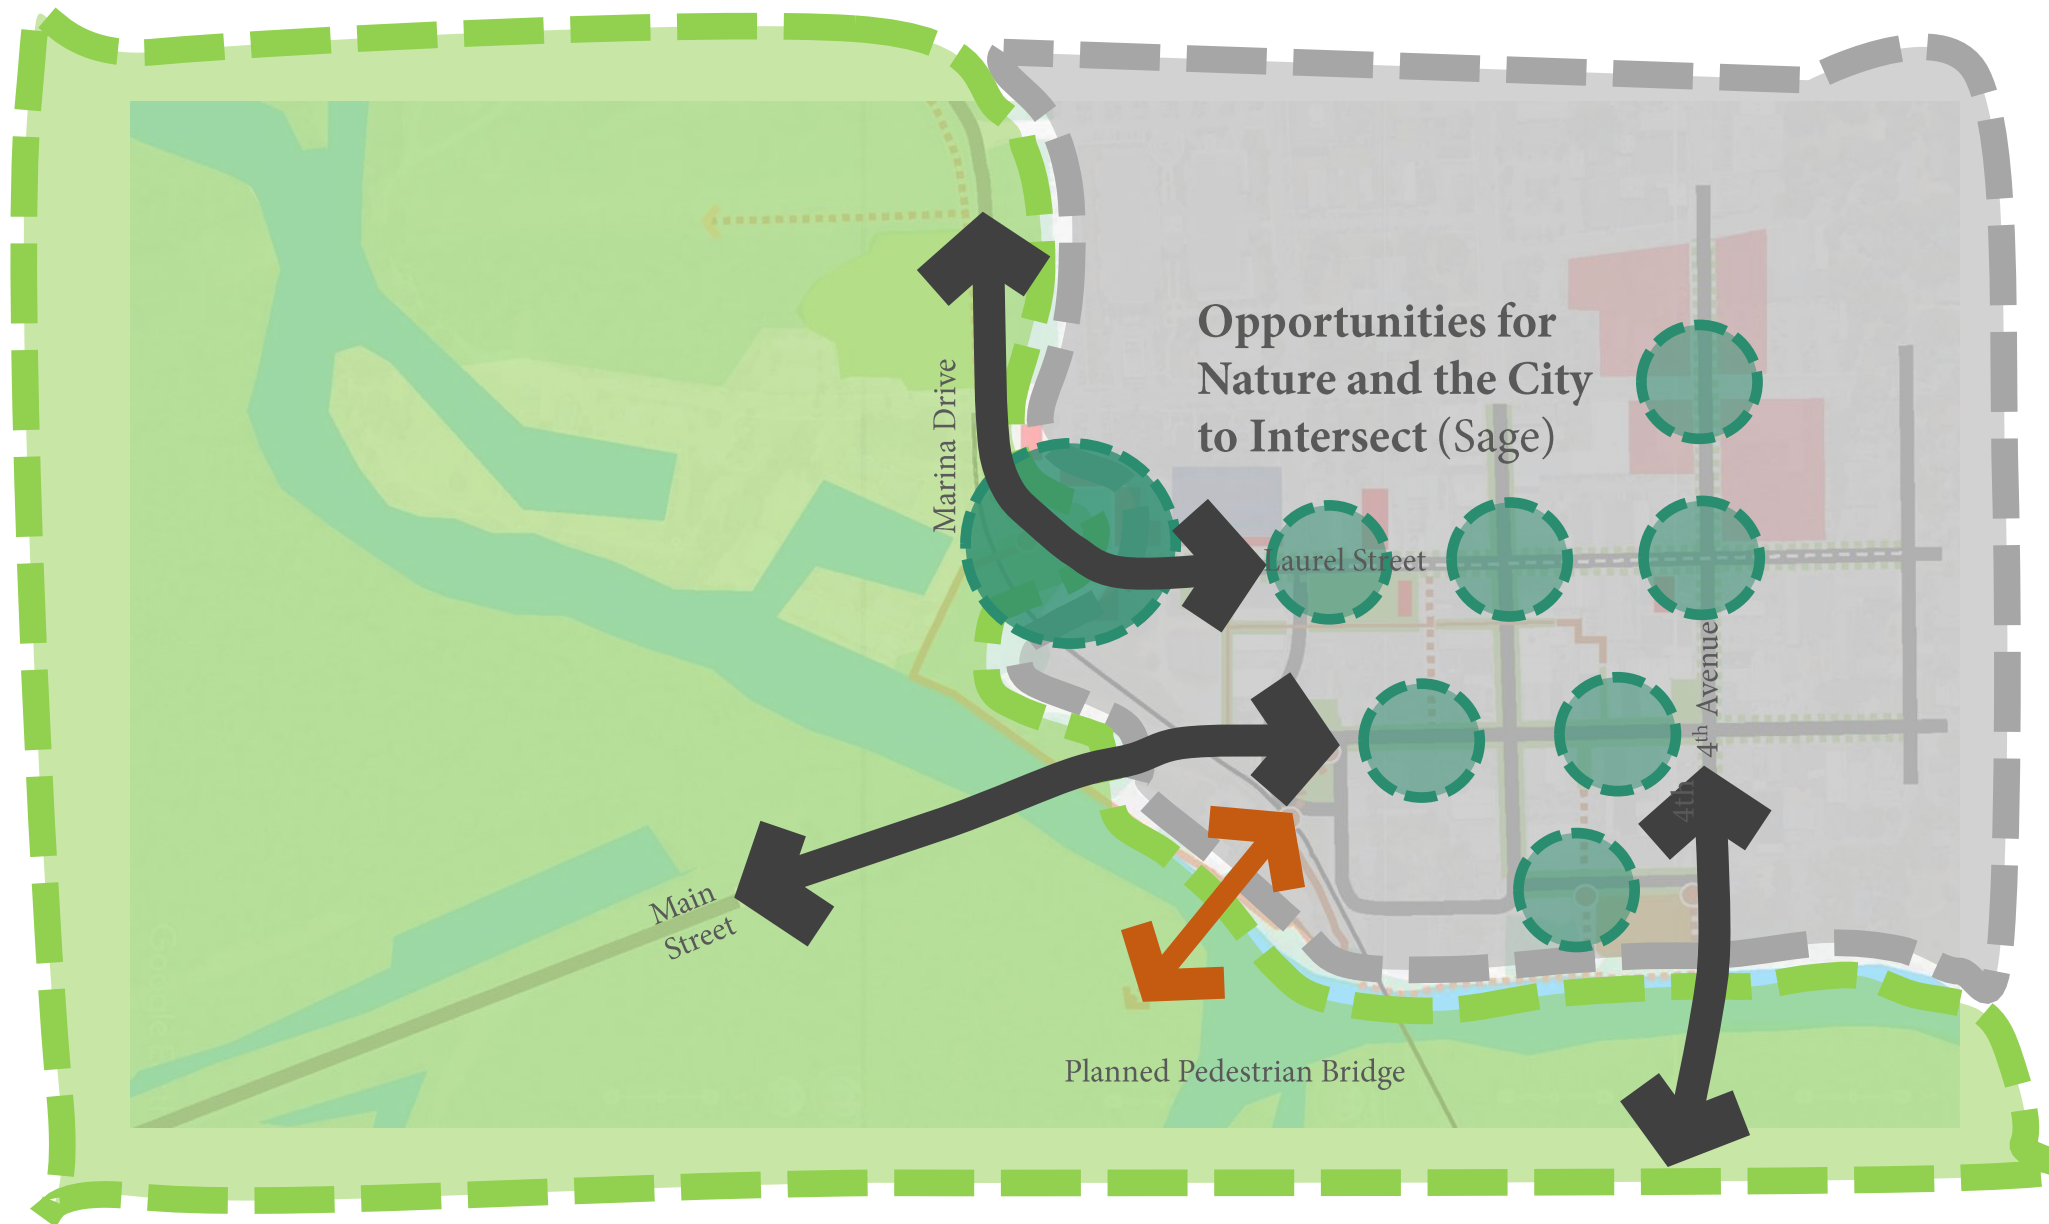 Opportunities for
Nature and the City
to Intersect (Sage)
Marina Drive
Laurel Street
4th Avenue
4th
Main
Street
Planned Pedestrian Bridge